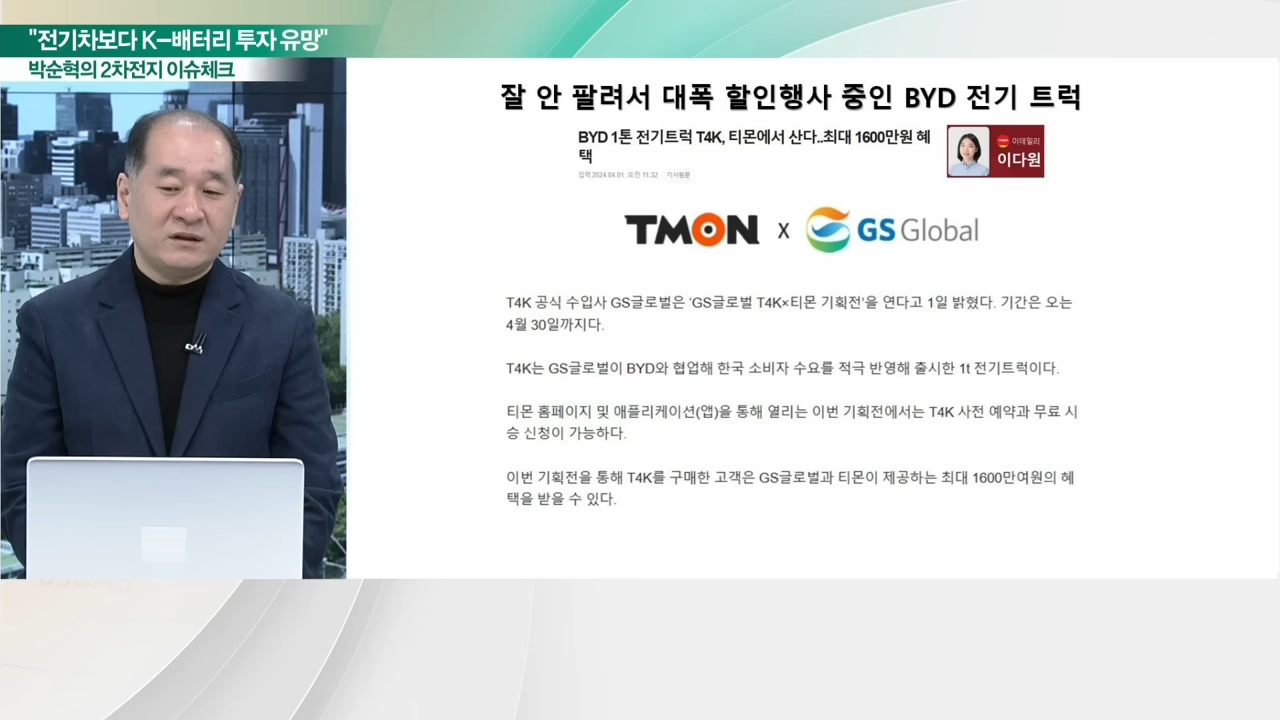 "전기차보다 K-배터리 투자 유망"
박순혁의 2차전지 이슈체크
잘 안 팔려서 대폭 할인행사 중인 BYD 전기 트럭
BYD 1톤 전기트럭 T4K, 티몬에서 산다..최대 1600만원 혜
택
입력 2024.04.01. 오전 11:32 기사원문
이데일리
이다원
TMON x GS Global
T4K 공식 수입사 GS글로벌은 'GS글로벌 T4K×티몬 기획전'을 연다고 1일 밝혔다. 기간은 오는
4월 30일까지다.
T4K는 GS글로벌이 BYD와 협업해 한국 소비자 수요를 적극 반영해 출시한 1t 전기트럭이다.
티몬 홈페이지 및 애플리케이션(앱)을 통해 열리는 이번 기획전에서는 T4K 사전 예약과 무료 시
승 신청이 가능하다.
이번 기획전을 통해 T4K를 구매한 고객은 GS글로벌과 티몬이 제공하는 최대 1600만여원의 혜
택을 받을 수 있다.